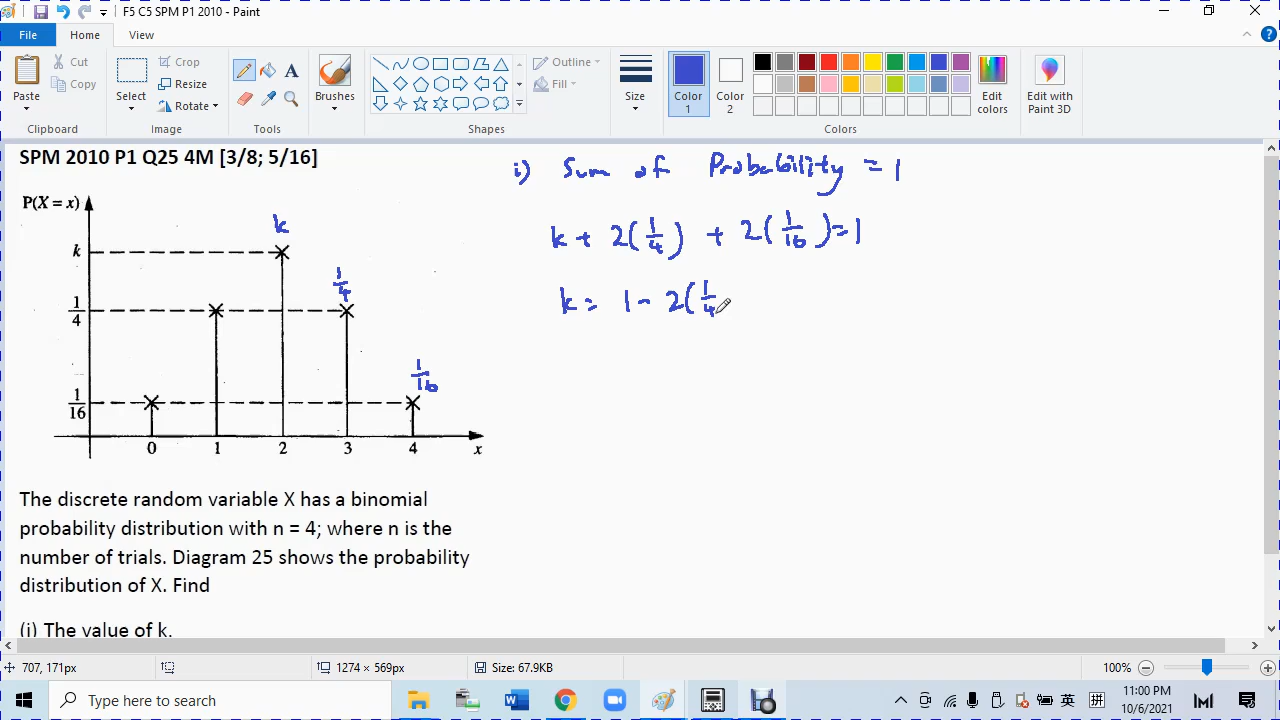 F5 C5 SPM P1 2010 - Paint
File Home View
Paste
Cut
Copy
Clipboard
Select
Crop
Resize
Rotate
Image
A
Tools
Brushes
Outline
Fill
Shapes
Size
Color 1
Color 2
Edit colors
Colors
Edit with Paint 3D
SPM 2010 P1 Q25 4M [3/8; 5/16]
P(X = x)
k
1/4
1/16
k
1/4
1/16
0 1 2 3 4 x
The discrete random variable X has a binomial
probability distribution with n = 4; where n is the
number of trials. Diagram 25 shows the probability
distribution of X. Find
(i) The value of k.
i) Sum of Probability = 1
k + 2(1/4) + 2(1/16) = 1
k = 1 - 2(1/4
707, 171px
1274 × 569px
Size: 67.9KB
100%
Type here to search
英
拼
11:00 PM
10/6/2021